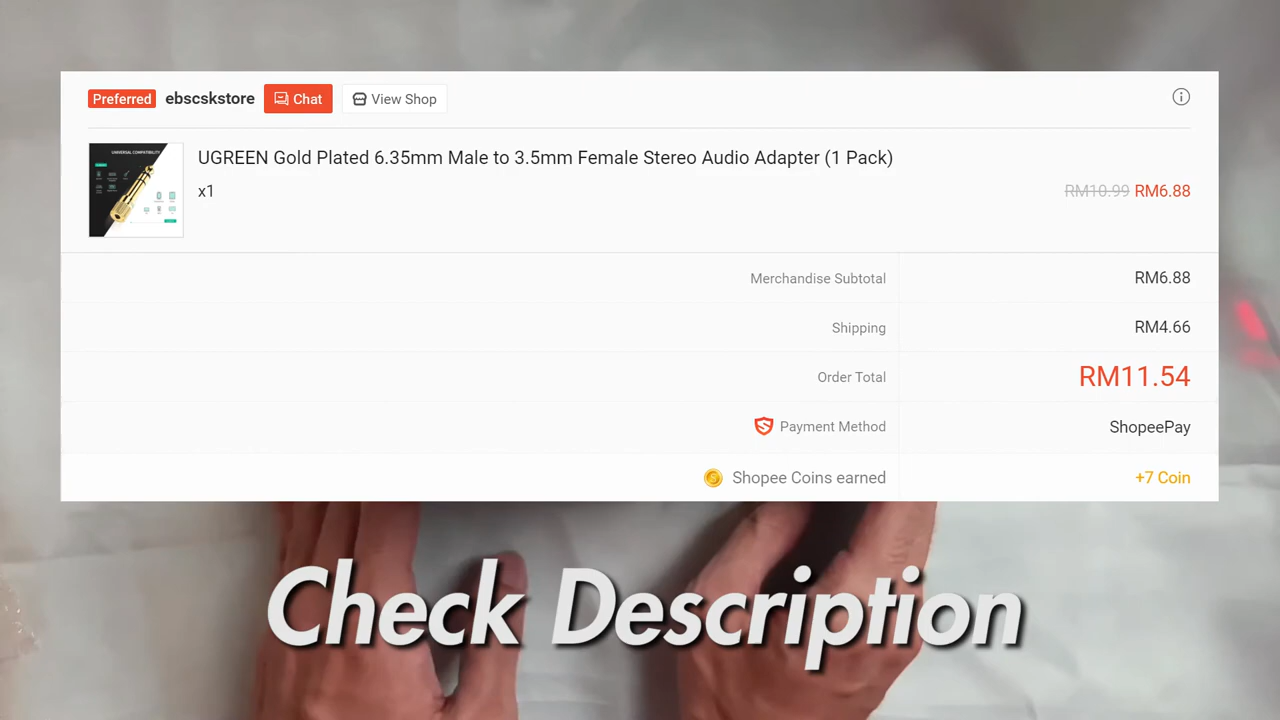 Preferred ebscskstore Chat View Shop
UNIVERSAL COMPATIBILITY
UGREEN Gold Plated 6.35mm Male to 3.5mm Female Stereo Audio Adapter (1 Pack)
x1 RM10.99 RM6.88
Merchandise Subtotal RM6.88
Shipping RM4.66
Order Total RM11.54
Payment Method ShopeePay
Shopee Coins earned +7 Coin
Check Description